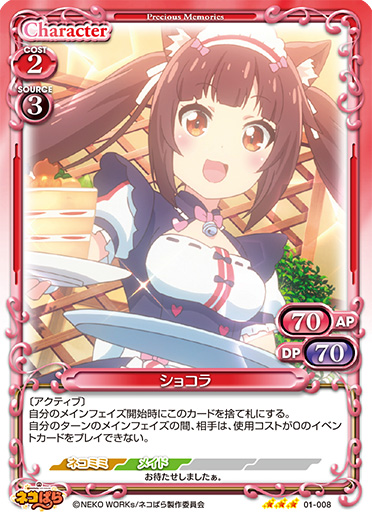 Precious Memories
Character
COST
2
SOURCE
3
70 AP
DP 70
ショコラ
〔アクティブ〕
自分のメインフェイズ開始時にこのカードを捨て札にする。
自分のターンのメインフェイズの間、相手は、使用コストが0のイベン
トカードをプレイできない。
ネコミミ メイド
お待たせしましたぁ。
ネコぱら
©NEKO WORKs/ネコぱら製作委員会
01-008